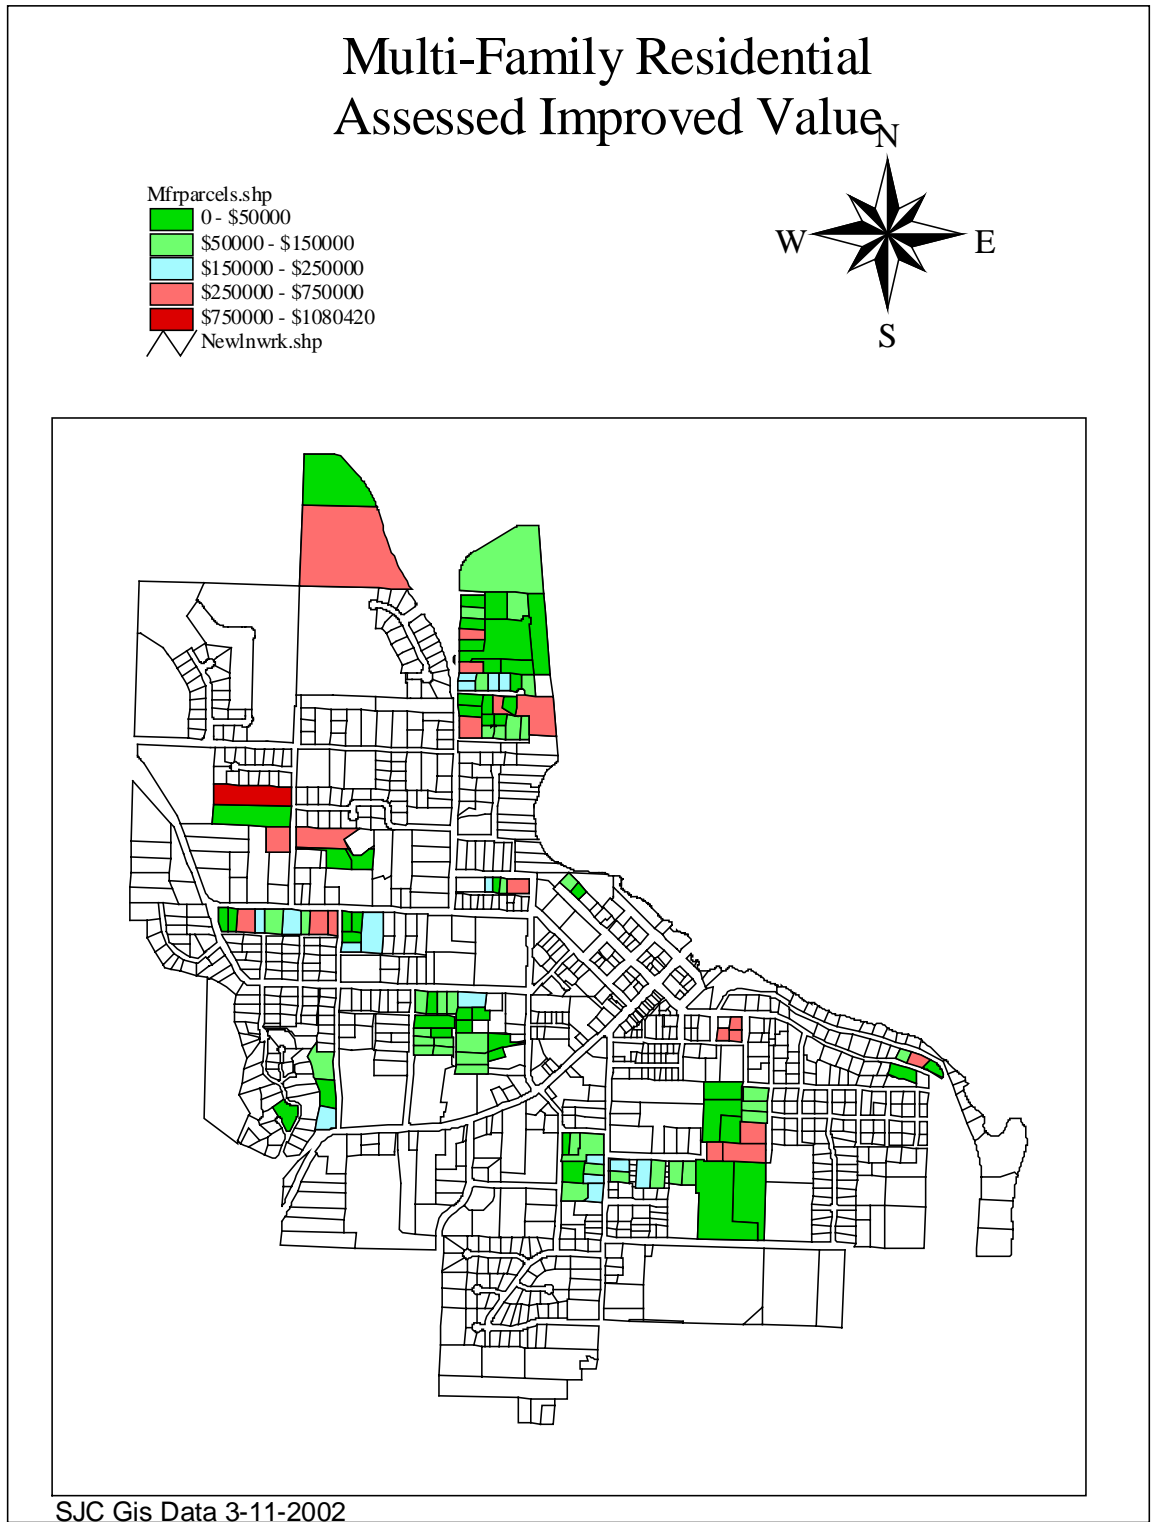 Multi-Family Residential
Assessed Improved Value
N
W
E
S
Mfrparcels.shp
0 - $50000
$50000 - $150000
$150000 - $250000
$250000 - $750000
$750000 - $1080420
Newlnwrk.shp
SJC Gis Data 3-11-2002